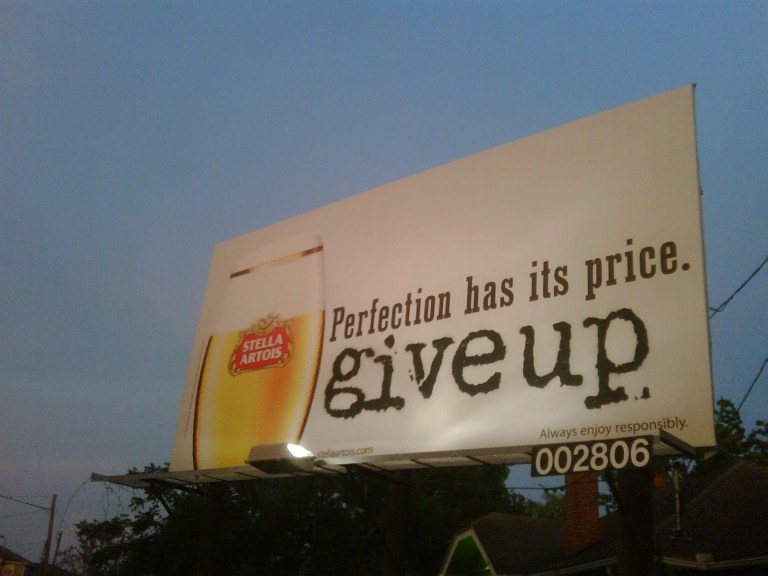 Perfection has its price.
give up
STELLA
ARTOIS
Always enjoy responsibly.
stellaartois.com
002806